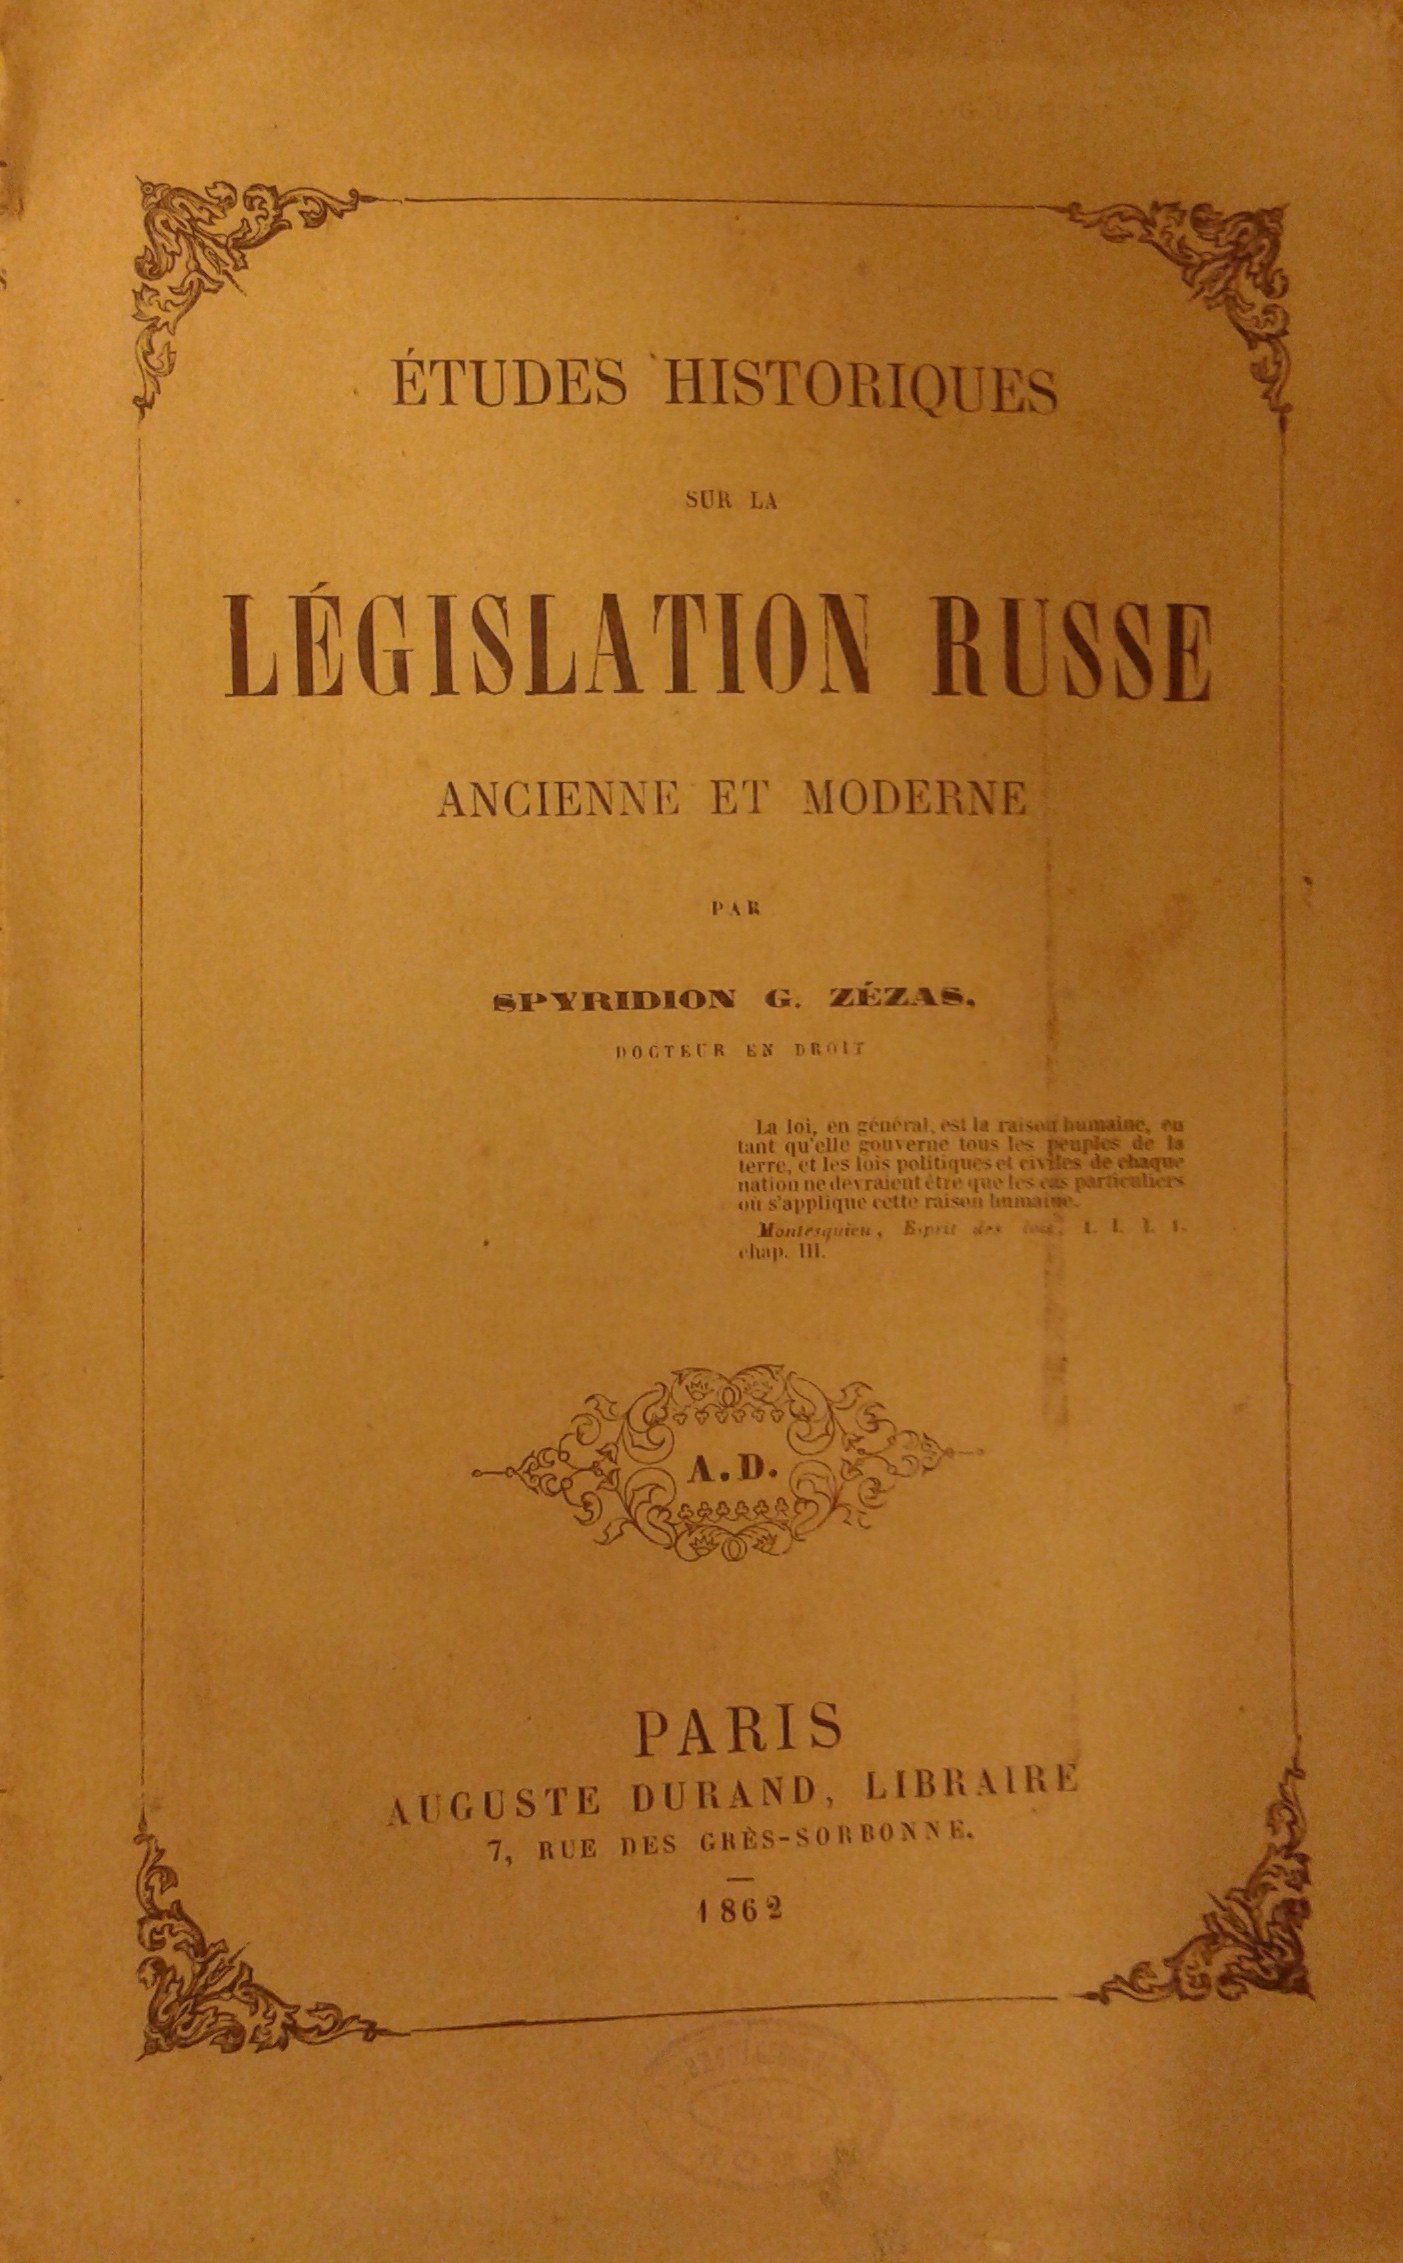 ÉTUDES HISTORIQUES
SUR LA
LÉGISLATION RUSSE
ANCIENNE ET MODERNE
PAR
SPYRIDION G. ZÉZAS.
DOCTEUR EN DROIT
La loi, en général, est la raison humaine, en
tant qu'elle gouverne tous les peuples de la
terre, et les lois politiques et civiles de chaque
nation ne devraient être que les cas particuliers
où s'applique cette raison humaine.
Montesquieu, Esprit des lois,
chap. III.
A. D.
PARIS
AUGUSTE DURAND, LIBRAIRE
7, RUE DES GRÈS-SORBONNE.
1862